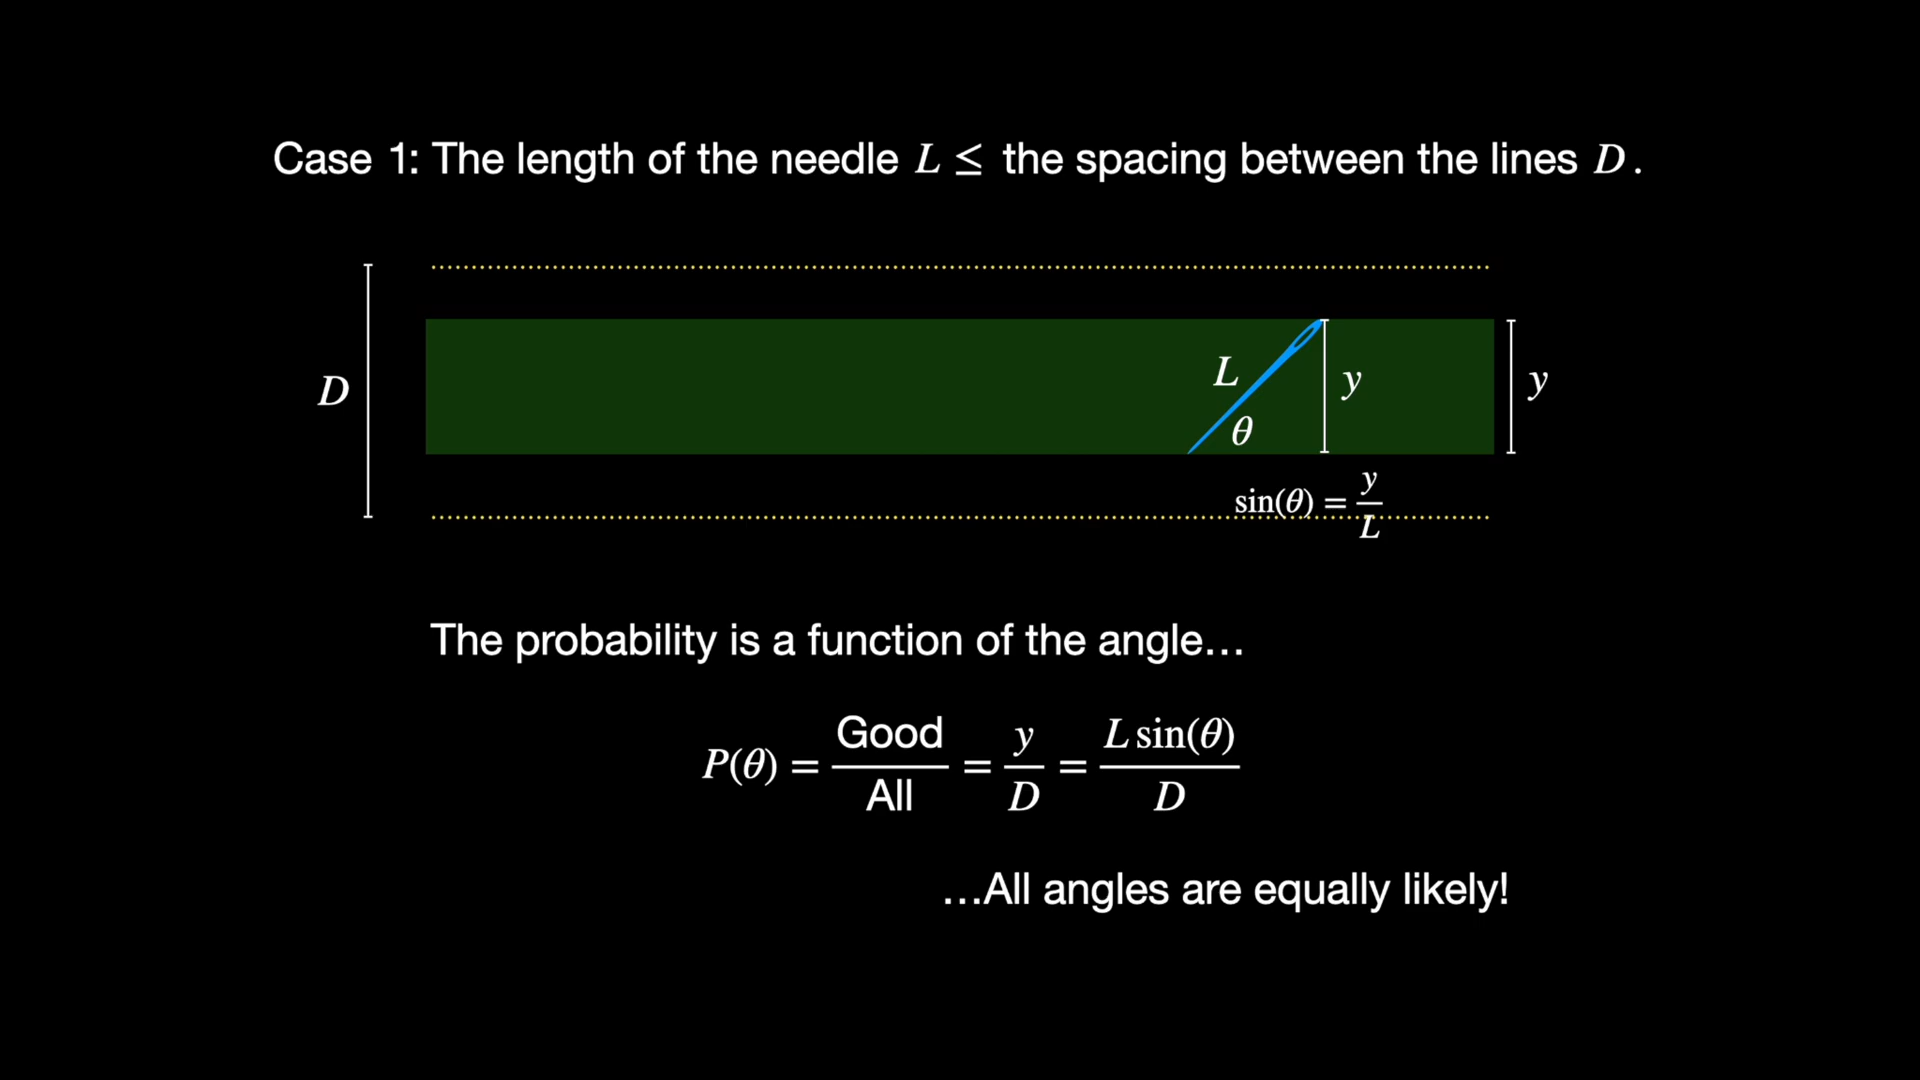 Case 1: The length of the needle L ≤ the spacing between the lines D.
D
L
θ
y
y
sin(θ) = y/L
The probability is a function of the angle…
P(θ) = Good/All = y/D = L sin(θ)/D
…All angles are equally likely!